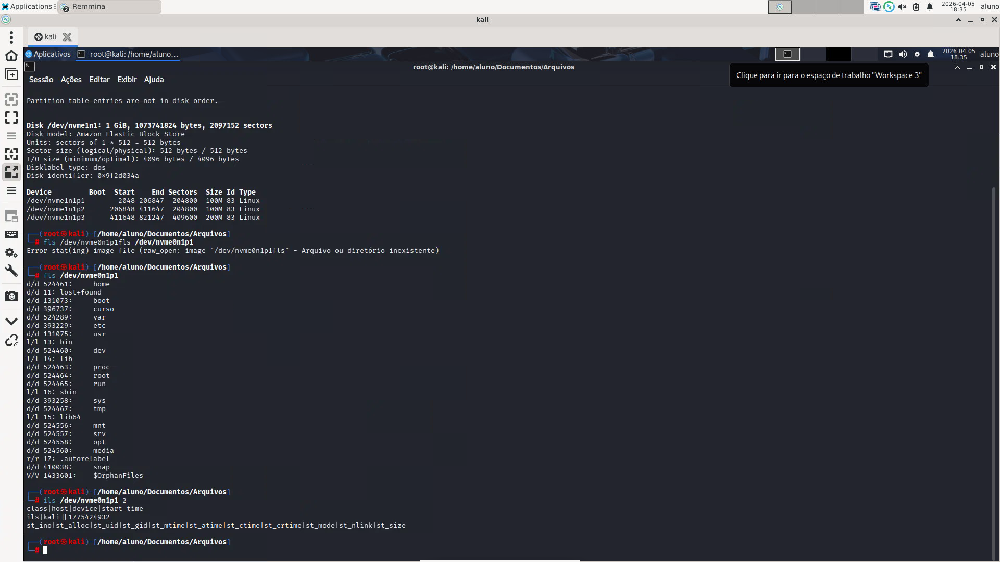 Applications
2
Remmina
2026-04-05
18:35
aluno
kali
kali
Aplicativos
root@kali: /home/aluno...
2026-04-05
18:35
aluno
root@kali: /home/aluno/Documentos/Arquivos
Clique para ir para o espaço de trabalho "Workspace 3"
Sessão Ações Editar Exibir Ajuda
Partition table entries are not in disk order.
Disk /dev/nvme1n1: 1 GiB, 1073741824 bytes, 2097152 sectors
Disk model: Amazon Elastic Block Store
Units: sectors of 1 * 512 = 512 bytes
Sector size (logical/physical): 512 bytes / 512 bytes
I/O size (minimum/optimal): 4096 bytes / 4096 bytes
Disklabel type: dos
Disk identifier: 0×9f2d034a
Device Boot Start End Sectors Size Id Type
/dev/nvme1n1p1 2048 206847 204800 100M 83 Linux
/dev/nvme1n1p2 206848 411647 204800 100M 83 Linux
/dev/nvme1n1p3 411648 821247 409600 200M 83 Linux
┌──(root㉿kali)-[/home/aluno/Documentos/Arquivos]
└─# fls /dev/nvme0n1p1fls /dev/nvme0n1p1
Error stat(ing) image file (raw_open: image "/dev/nvme0n1p1fls" - Arquivo ou diretório inexistente)
┌──(root㉿kali)-[/home/aluno/Documentos/Arquivos]
└─# fls /dev/nvme0n1p1
d/d 524461: home
d/d 11: lost+found
d/d 131073: boot
d/d 396737: curso
d/d 524289: var
d/d 393229: etc
d/d 131075: usr
l/l 13: bin
d/d 524460: dev
l/l 14: lib
d/d 524463: proc
d/d 524464: root
d/d 524465: run
l/l 16: sbin
d/d 393258: sys
d/d 524467: tmp
l/l 15: lib64
d/d 524556: mnt
d/d 524557: srv
d/d 524558: opt
d/d 524560: media
r/r 17: .autorelabel
d/d 410038: snap
V/V 1433601: $OrphanFiles
┌──(root㉿kali)-[/home/aluno/Documentos/Arquivos]
└─# ils /dev/nvme0n1p1 2
class|host|device|start_time
ils|kali||1775424932
st_ino|st_alloc|st_uid|st_gid|st_mtime|st_atime|st_ctime|st_crtime|st_mode|st_nlink|st_size
┌──(root㉿kali)-[/home/aluno/Documentos/Arquivos]
└─#